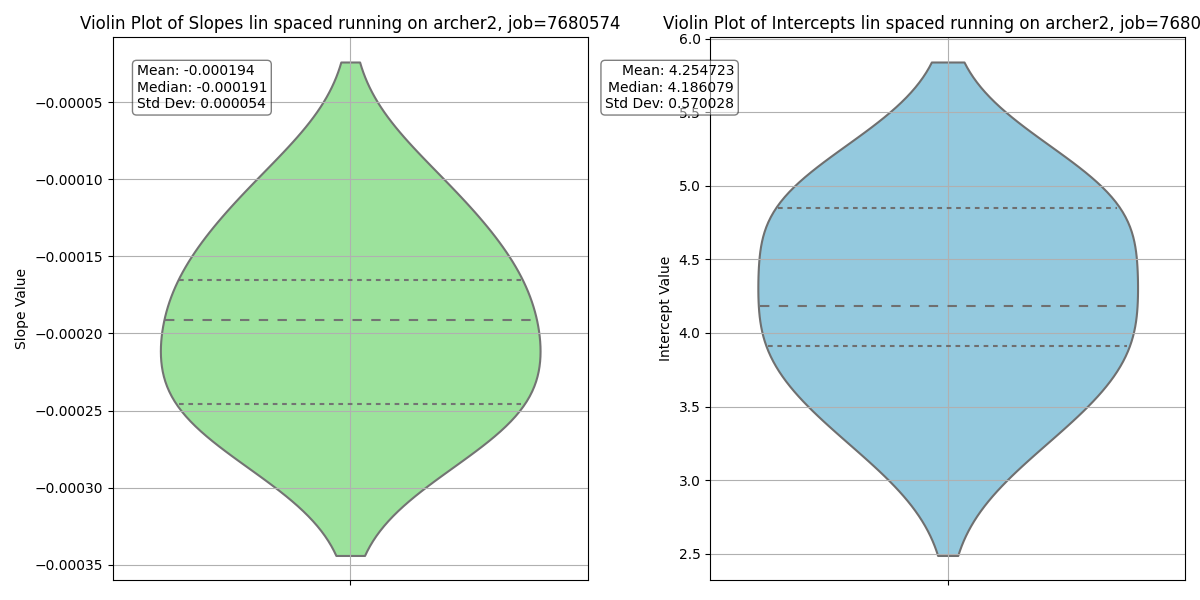 Violin Plot of Slopes lin spaced running on archer2, job=7680574
Mean: -0.000194
Median: -0.000191
Std Dev: 0.000054
−0.00005
−0.00010
−0.00015
−0.00020
−0.00025
−0.00030
−0.00035
Slope Value
Violin Plot of Intercepts lin spaced running on archer2, job=7680
Mean: 4.254723
Median: 4.186079
Std Dev: 0.570028
6.0
5.5
5.0
4.5
4.0
3.5
3.0
2.5
Intercept Value